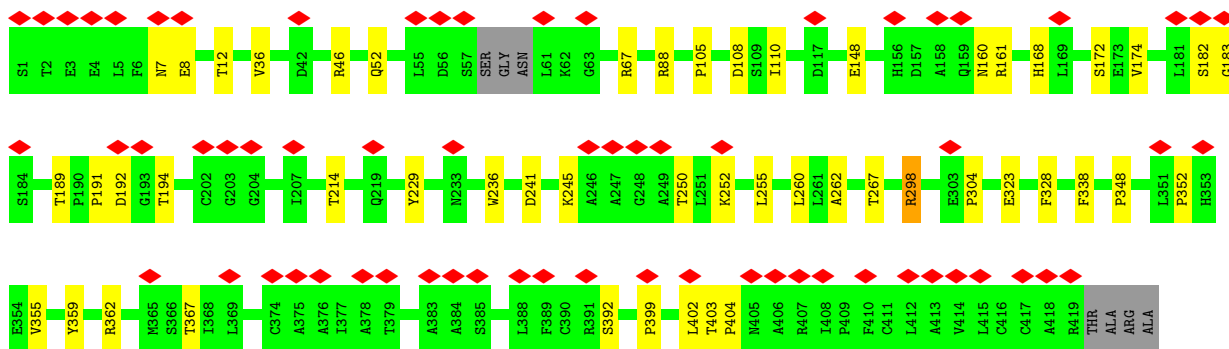 S1 T2 E3 E4 L5 F6 N7 E8 T12 V36 D42 R46 Q52 L55 D56 S57 SER GLY ASN L61 K62 G63 R67 R88 P105 D108 S109 I110 D117 E148 H156 D157 A158 Q159 N160 R161 H168 L169 S172 E173 V174 L181 S182 G183
S184 T189 P190 P191 D192 G193 T194 C202 G203 G204 I207 T214 Q219 Y229 N233 W236 D241 K245 A246 A247 G248 A249 T250 L251 K252 L255 L260 L261 A262 T267 R298 E303 P304 E323 F328 F338 P348 L351 P352 H353
E354 V355 Y359 R362 M365 S366 T367 I368 L369 C374 A375 A376 I377 A378 T379 A383 A384 S385 L388 F389 C390 R391 S392 P399 L402 T403 P404 N405 A406 R407 I408 P409 F410 C411 L412 A413 V414 L415 C416 C417 A418 R419 THR ALA ARG ALA